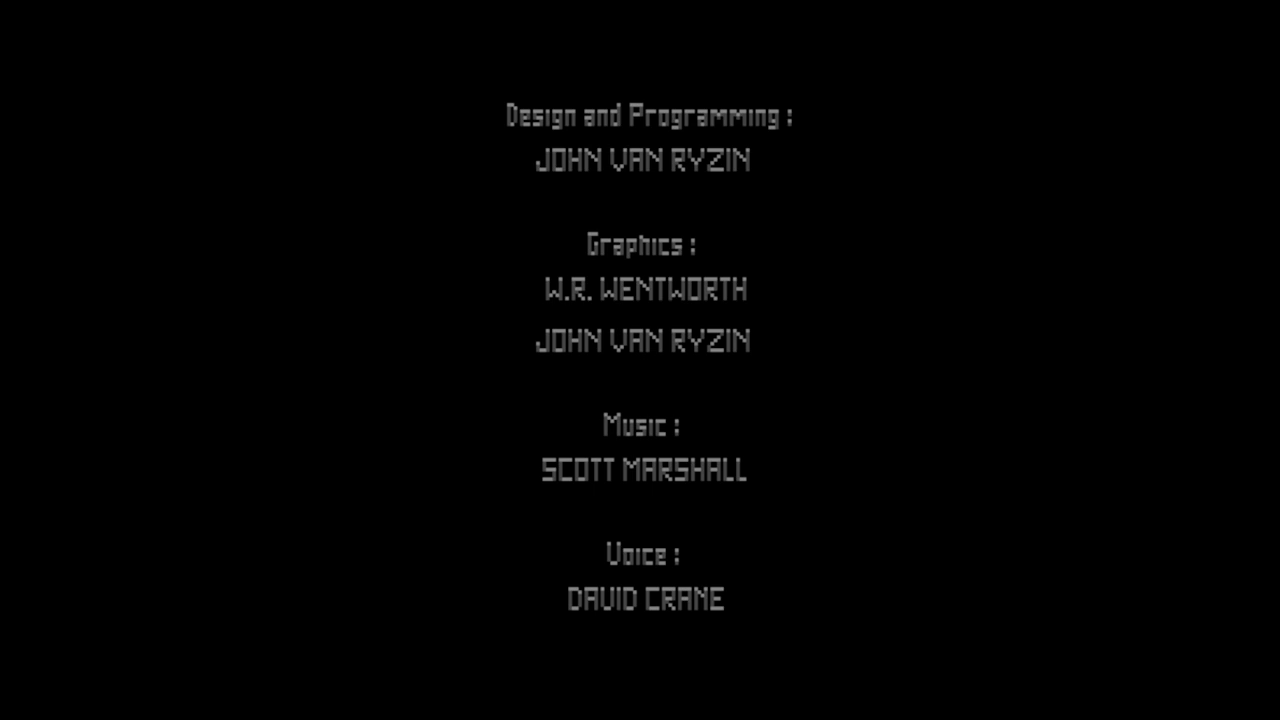 Design and Programming :
JOHN VAN RYZIN
Graphics :
W.R. WENTWORTH
JOHN VAN RYZIN
Music :
SCOTT MARSHALL
Voice :
DAVID CRANE